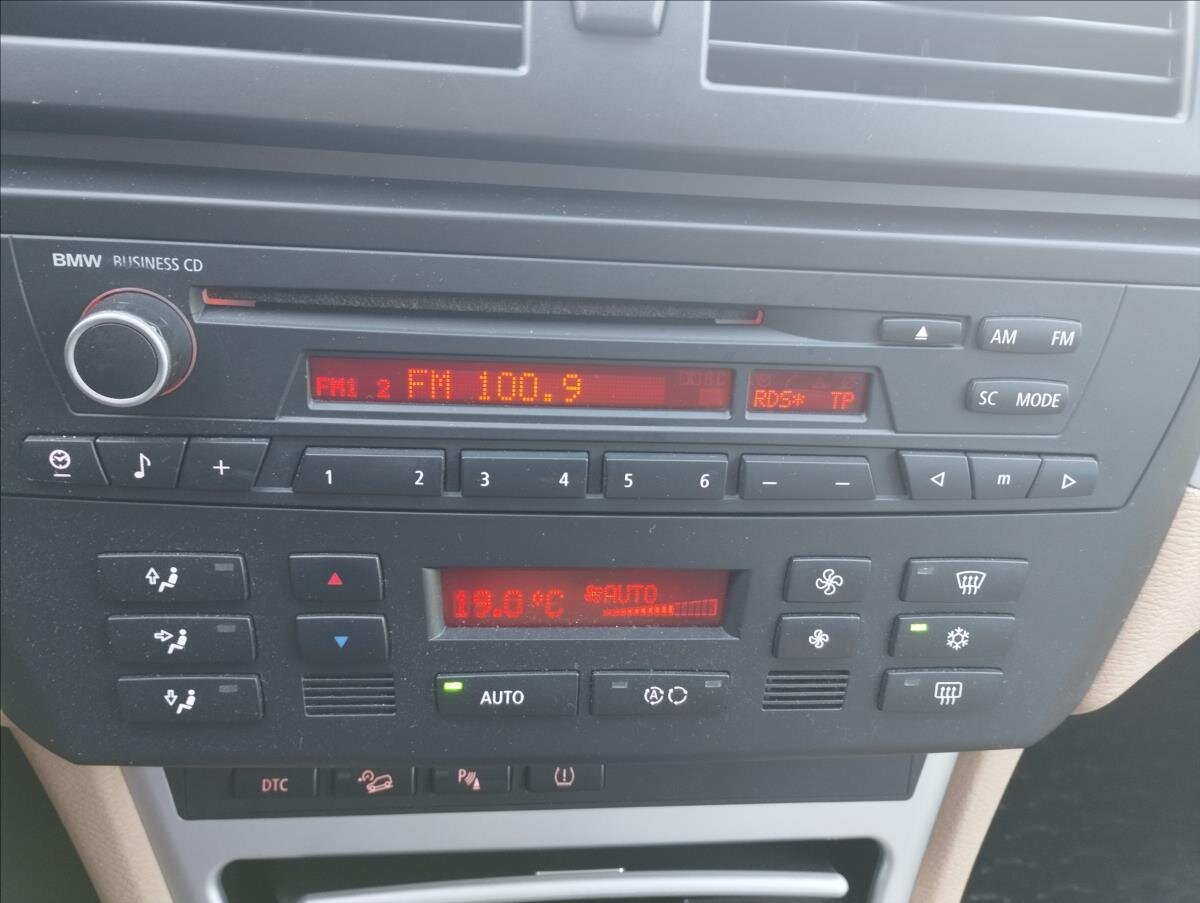 BMW BUSINESS CD
AM FM
FM1 2 FM 100.9
RDS* TP
SC MODE
+ 1 2 3 4 5 6 — — m
19.0 °C AUTO
AUTO A
DTC P